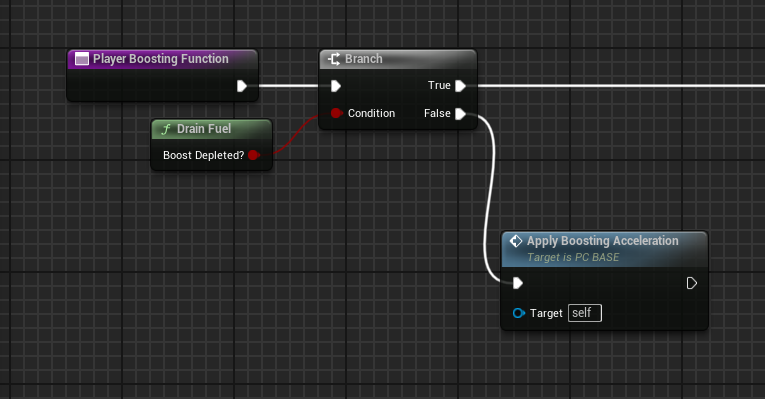 Player Boosting Function
Branch
True
Condition
False
Drain Fuel
Boost Depleted?
Apply Boosting Acceleration
Target is PC BASE
Target self